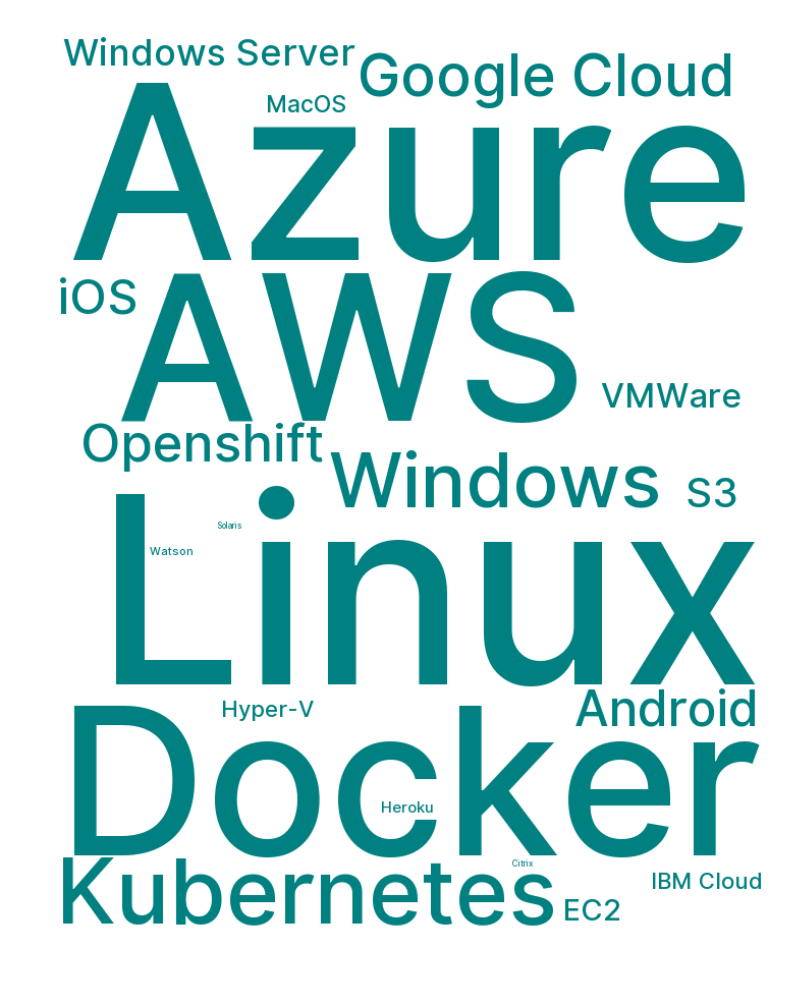 Windows Server
Google Cloud
MacOS
Azure
iOS
AWS
VMWare
Openshift
Windows
S3
Solaris
Watson
Linux
Hyper-V
Android
Docker
Heroku
Citrix
Kubernetes
IBM Cloud
EC2